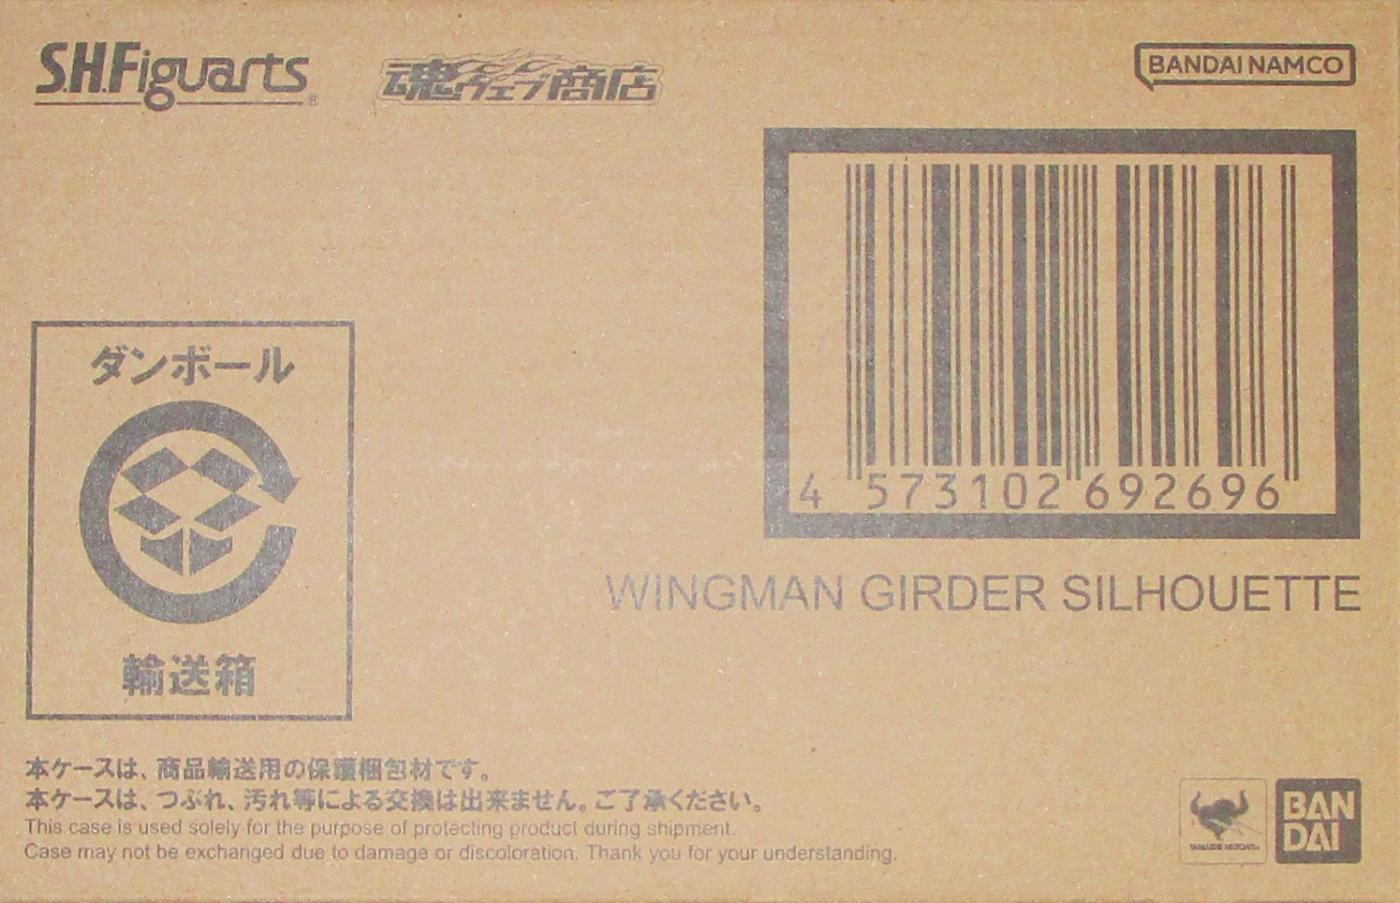 S.H.Figuarts®
魂ウェブ商店
BANDAI NAMCO
4 573102 692696
WINGMAN GIRDER SILHOUETTE
ダンボール
輸送箱
本ケースは、商品輸送用の保護梱包材です。
本ケースは、つぶれ、汚れ等による交換は出来ません。ご了承ください。
This case is used solely for the purpose of protecting product during shipment.
Case may not be exchanged due to damage or discoloration. Thank you for your understanding.
TAMASHII NATIONS
BAN
DAI